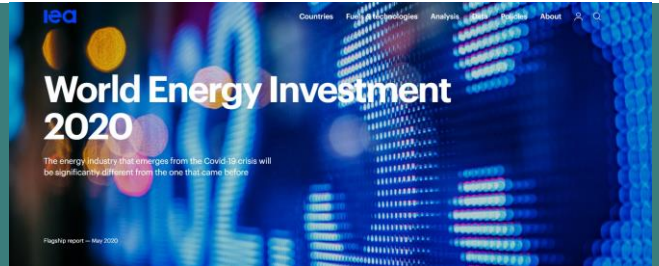 iea
Countries Fuels & technologies Analysis Data Policies About
World Energy Investment
2020
The energy industry that emerges from the Covid-19 crisis will
be significantly different from the one that came before
Flagship report — May 2020